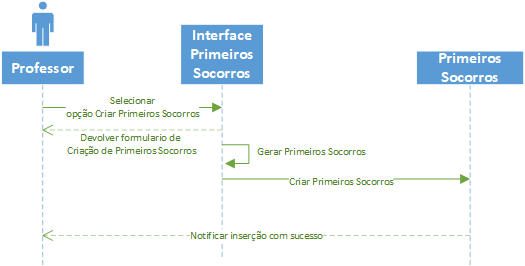 Professor
Interface
Primeiros
Socorros
Primeiros
Socorros
Selecionar
opção Criar Primeiros Socorros
Devolver formulario de
Criação de Primeiros Socorros
Gerar Primeiros Socorros
Criar Primeiros Socorros
Notificar inserção com sucesso